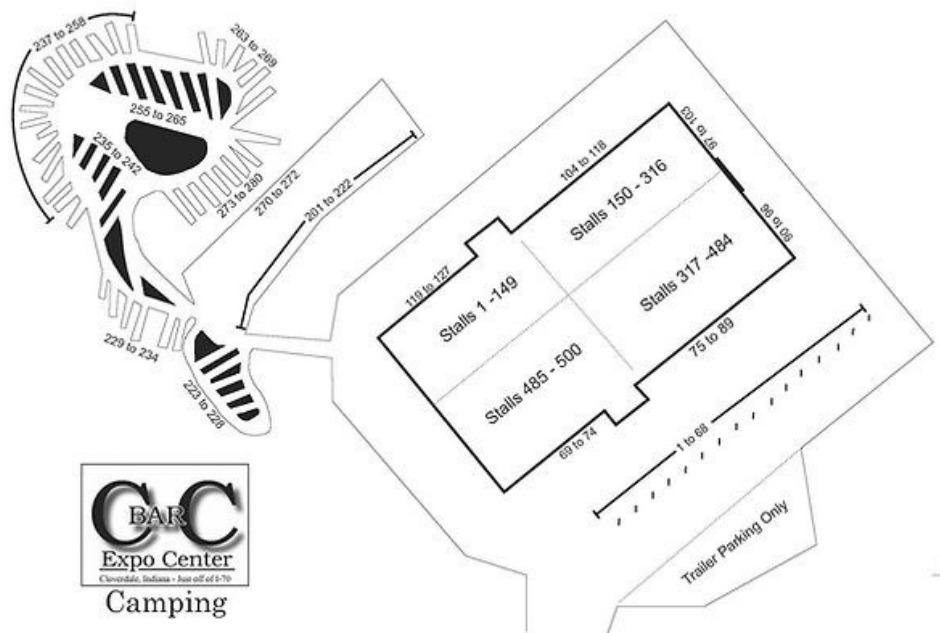 237 to 258
263 to 269
255 to 265
235 to 242
273 to 280
270 to 272
201 to 222
229 to 234
223 to 228
104 to 118
97 to 103
90 to 96
119 to 127
Stalls 150 - 316
Stalls 1 -149
Stalls 317 -484
Stalls 485 - 500
75 to 89
69 to 74
1 to 68
Trailer Parking Only
C BAR C
Expo Center
Cloverdale, Indiana - Just off of I-70
Camping